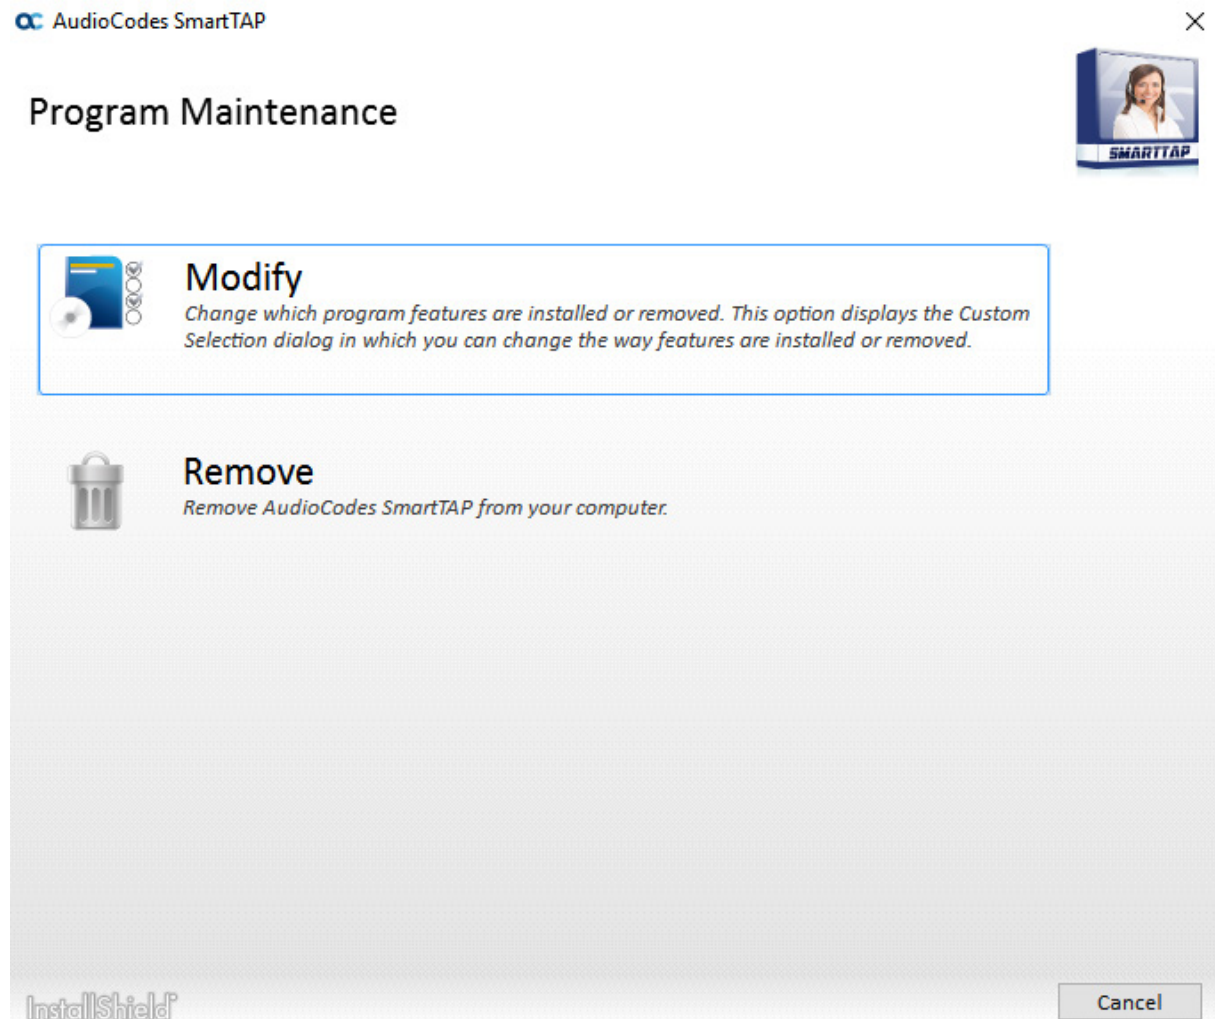 AudioCodes SmartTAP
Program Maintenance
SMARTTAP
Modify
Change which program features are installed or removed. This option displays the Custom
Selection dialog in which you can change the way features are installed or removed.
Remove
Remove AudioCodes SmartTAP from your computer.
InstallShield
Cancel